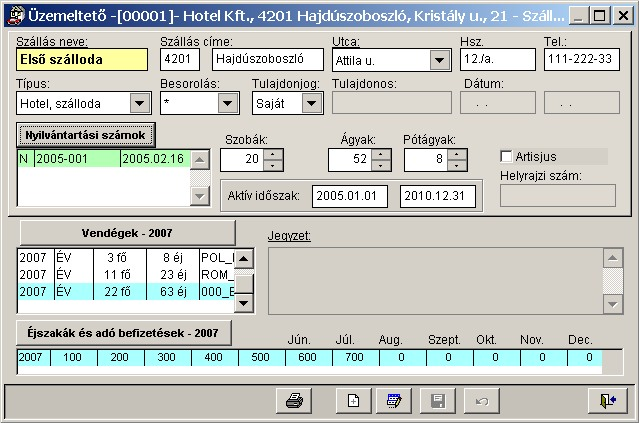 Üzemeltető -[00001]- Hotel Kft., 4201 Hajdúszoboszló, Kristály u., 21 - Száll...
Szállás neve: Szállás címe: Utca: Hsz. Tel.:
Első szálloda 4201 Hajdúszoboszló Attila u. 12./a. 111-222-33
Típus: Besorolás: Tulajdonjog: Tulajdonos: Dátum:
Hotel, szálloda * Saját . . . .
Nyilvántartási számok
N 2005-001 2005.02.16
Szobák: Ágyak: Pótágyak:
20 52 8
Artisjus
Helyrajzi szám:
Aktív időszak: 2005.01.01 2010.12.31
Vendégek - 2007
2007 ÉV 3 fő 8 éj POL_
2007 ÉV 11 fő 23 éj ROM_
2007 ÉV 22 fő 63 éj 000_
Jegyzet:
Éjszakák és adó befizetések - 2007
Jún. Júl. Aug. Szept. Okt. Nov. Dec.
2007 100 200 300 400 500 600 700 0 0 0 0 0